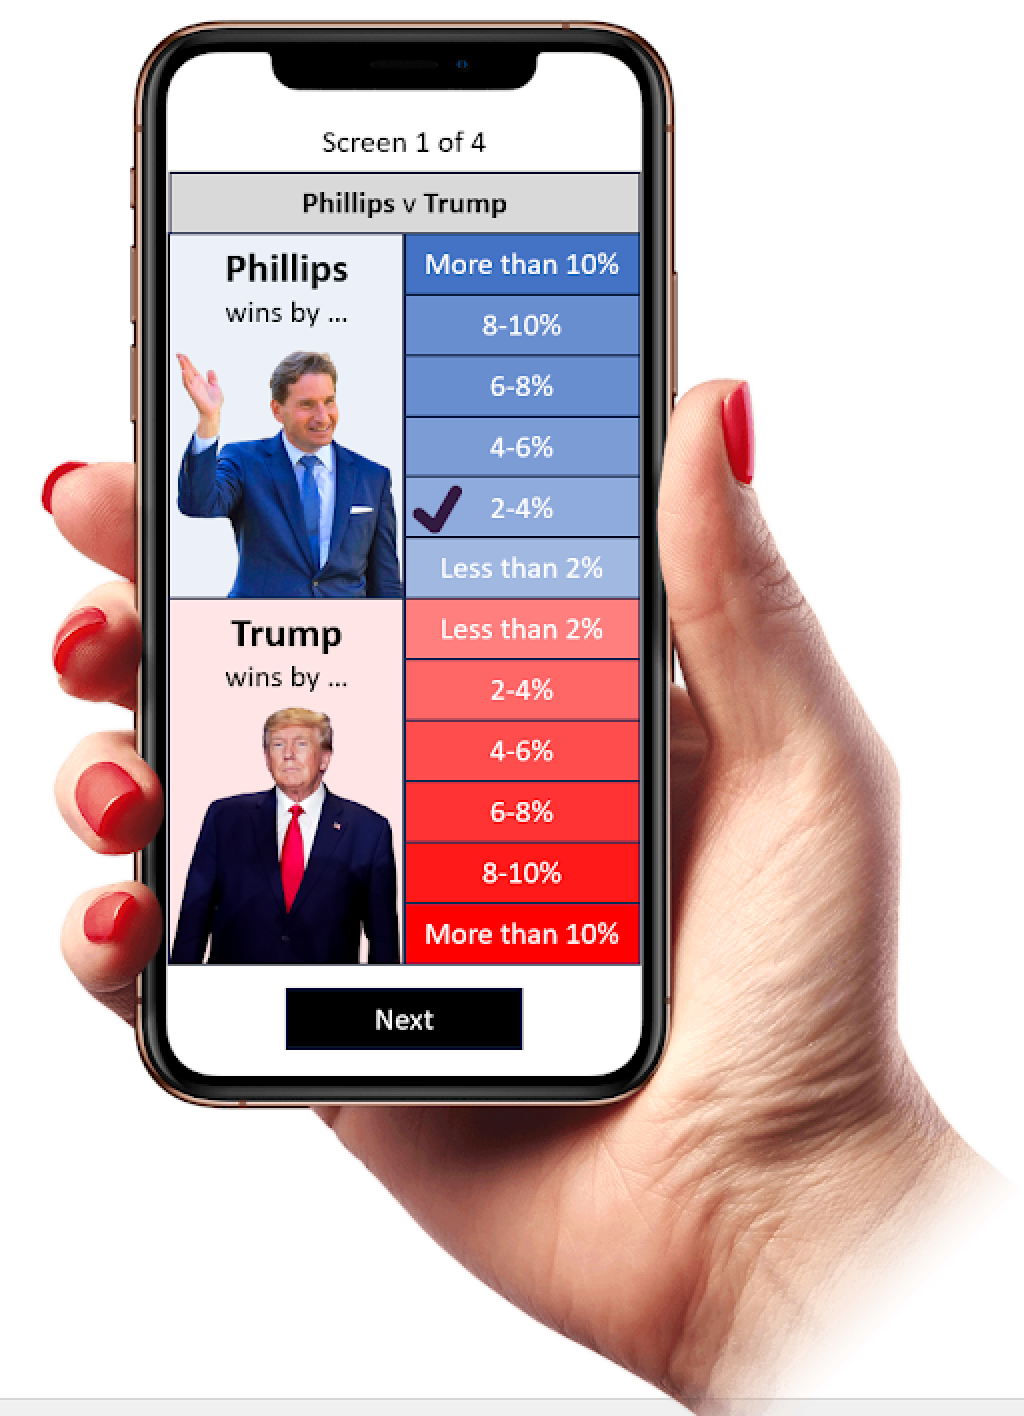 Screen 1 of 4
Phillips v Trump
Phillips
wins by ...
More than 10%
8-10%
6-8%
4-6%
2-4%
Less than 2%
Trump
wins by ...
Less than 2%
2-4%
4-6%
6-8%
8-10%
More than 10%
Next